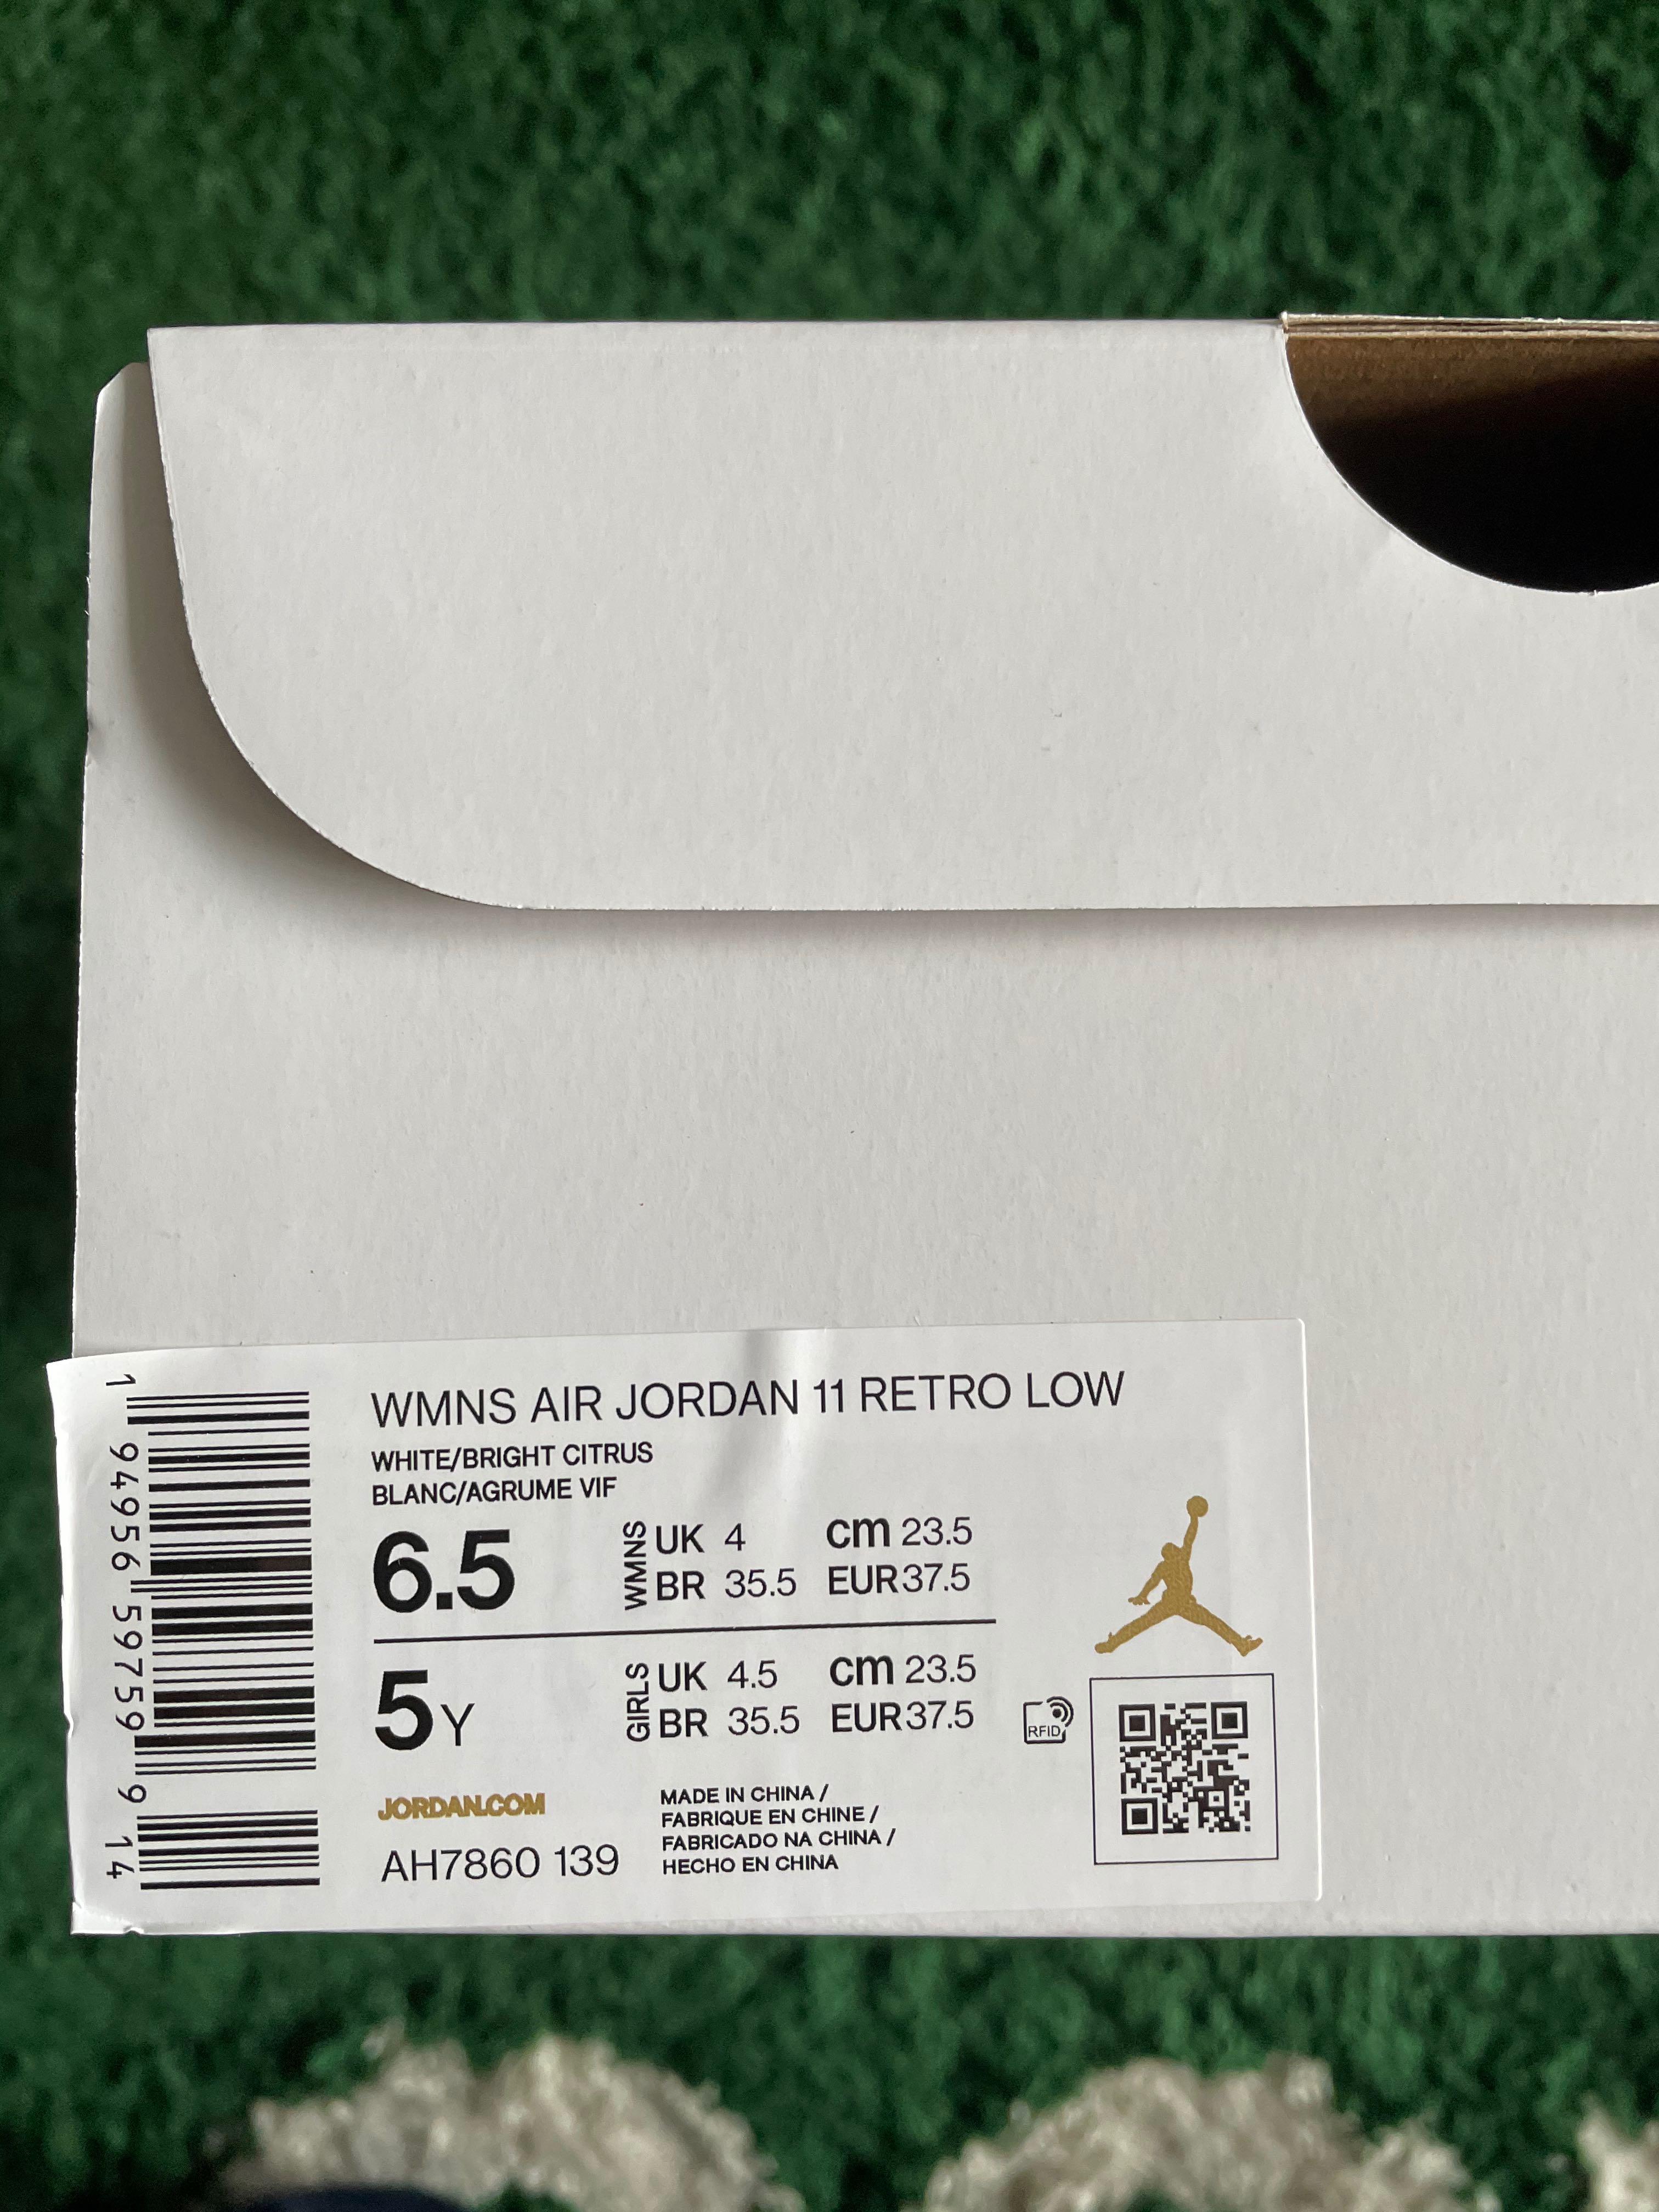 WMNS AIR JORDAN 11 RETRO LOW
WHITE/BRIGHT CITRUS
BLANC/AGRUME VIF
6.5
WMNS
UK 4 cm 23.5
BR 35.5 EUR 37.5
5Y
GIRLS
UK 4.5 cm 23.5
BR 35.5 EUR 37.5
RFID
JORDAN.COM
AH7860 139
MADE IN CHINA /
FABRIQUE EN CHINE /
FABRICADO NA CHINA /
HECHO EN CHINA
1 94956 59759 9 14